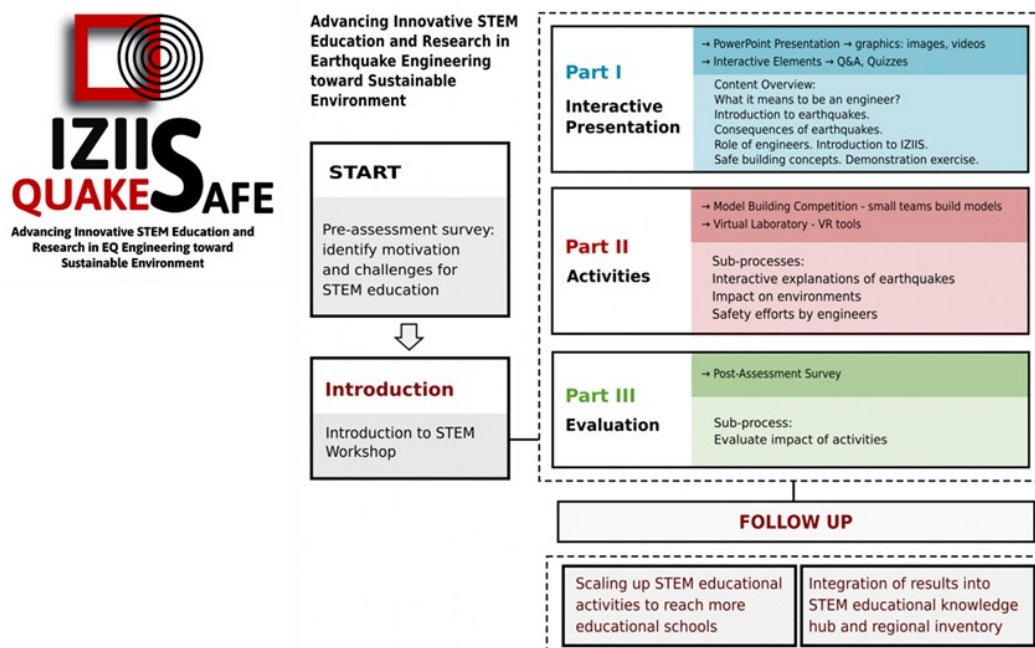 IZIIS
QUAKE SAFE
Advancing Innovative STEM Education and
Research in EQ Engineering toward
Sustainable Environment
Advancing Innovative STEM
Education and Research in
Earthquake Engineering
toward Sustainable
Environment
START
Pre-assessment survey:
identify motivation
and challenges for
STEM education
Introduction
Introduction to STEM
Workshop
Part I
Interactive
Presentation
→ PowerPoint Presentation → graphics: images, videos
→ Interactive Elements → Q&A, Quizzes
Content Overview:
What it means to be an engineer?
Introduction to earthquakes.
Consequences of earthquakes.
Role of engineers. Introduction to IZIIS.
Safe building concepts. Demonstration exercise.
Part II
Activities
→ Model Building Competition - small teams build models
→ Virtual Laboratory - VR tools
Sub-processes:
Interactive explanations of earthquakes
Impact on environments
Safety efforts by engineers
Part III
Evaluation
→ Post-Assessment Survey
Sub-process:
Evaluate impact of activities
FOLLOW UP
Scaling up STEM educational
activities to reach more
educational schools
Integration of results into
STEM educational knowledge
hub and regional inventory